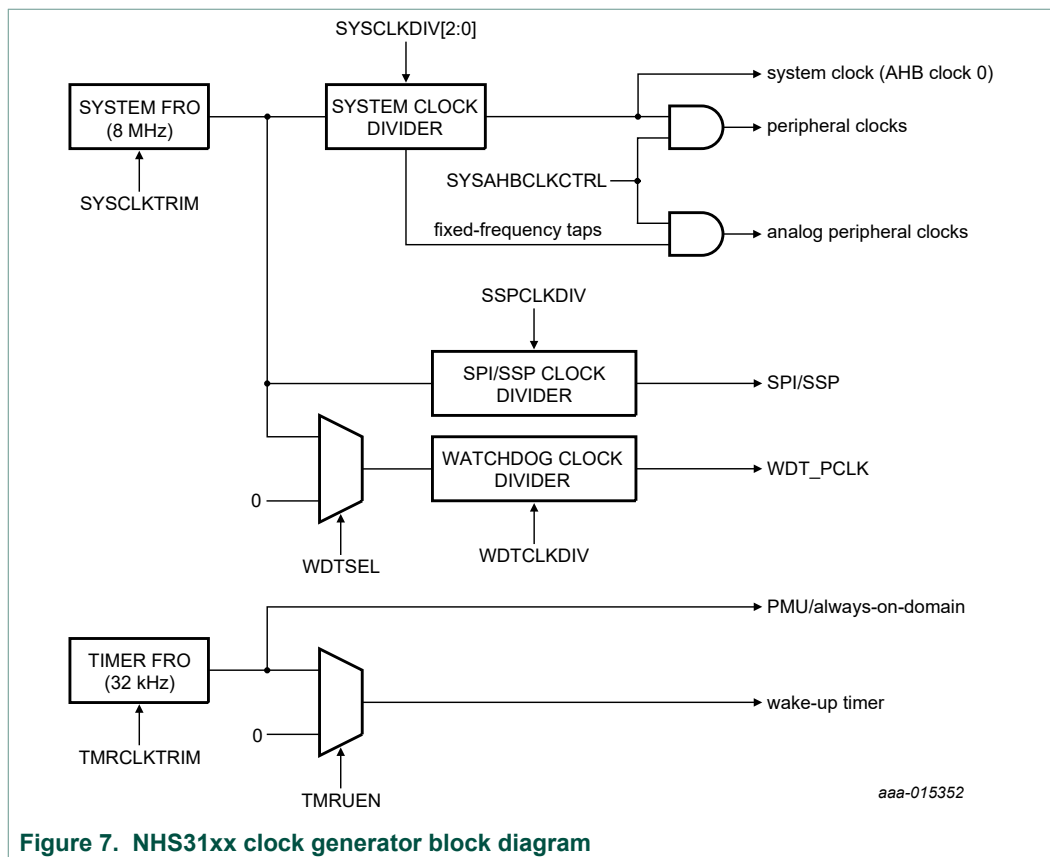 SYSCLKDIV[2:0]
SYSTEM FRO
(8 MHz)
SYSTEM CLOCK
DIVIDER
system clock (AHB clock 0)
peripheral clocks
SYSCLKTRIM
SYSAHBCLKCTRL
fixed-frequency taps
analog peripheral clocks
SSPCLKDIV
SPI/SSP CLOCK
DIVIDER
SPI/SSP
WATCHDOG CLOCK
DIVIDER
WDT_PCLK
0
WDTSEL
WDTCLKDIV
PMU/always-on-domain
TIMER FRO
(32 kHz)
wake-up timer
0
TMRCLKTRIM
TMRUEN
aaa-015352
Figure 7. NHS31xx clock generator block diagram